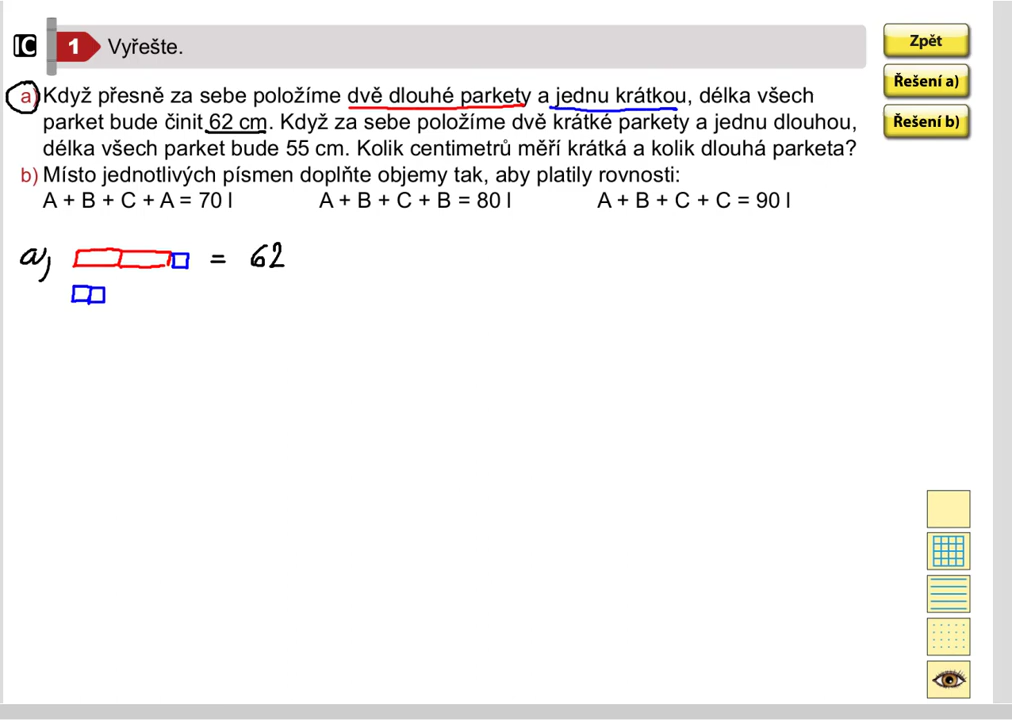 IC 1 Vyřešte.
Zpět
Řešení a)
Řešení b)
a) Když přesně za sebe položíme dvě dlouhé parkety a jednu krátkou, délka všech
parket bude činit 62 cm. Když za sebe položíme dvě krátké parkety a jednu dlouhou,
délka všech parket bude 55 cm. Kolik centimetrů měří krátká a kolik dlouhá parketa?
b) Místo jednotlivých písmen doplňte objemy tak, aby platily rovnosti:
A + B + C + A = 70 l A + B + C + B = 80 l A + B + C + C = 90 l
a) = 62